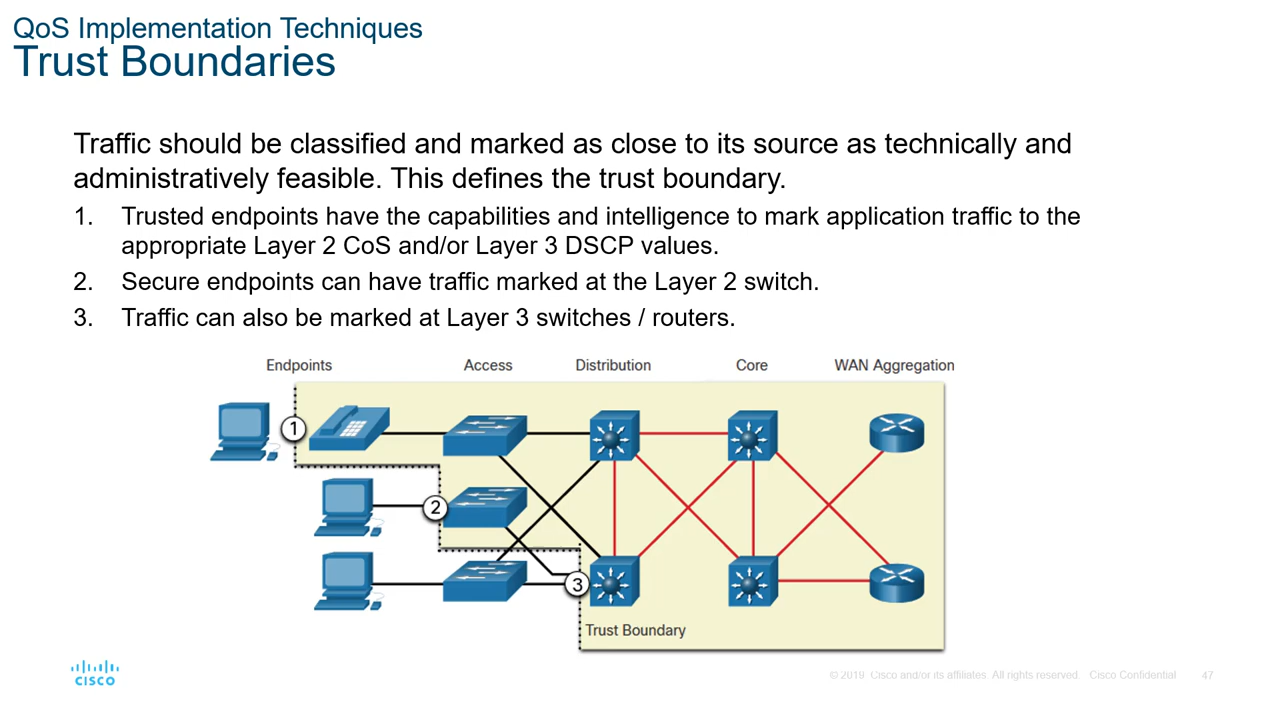 QoS Implementation Techniques
Trust Boundaries
Traffic should be classified and marked as close to its source as technically and
administratively feasible. This defines the trust boundary.
1. Trusted endpoints have the capabilities and intelligence to mark application traffic to the
appropriate Layer 2 CoS and/or Layer 3 DSCP values.
2. Secure endpoints can have traffic marked at the Layer 2 switch.
3. Traffic can also be marked at Layer 3 switches / routers.
Endpoints Access Distribution Core WAN Aggregation
1
2
3
Trust Boundary
CISCO
© 2019 Cisco and/or its affiliates. All rights reserved. Cisco Confidential 47